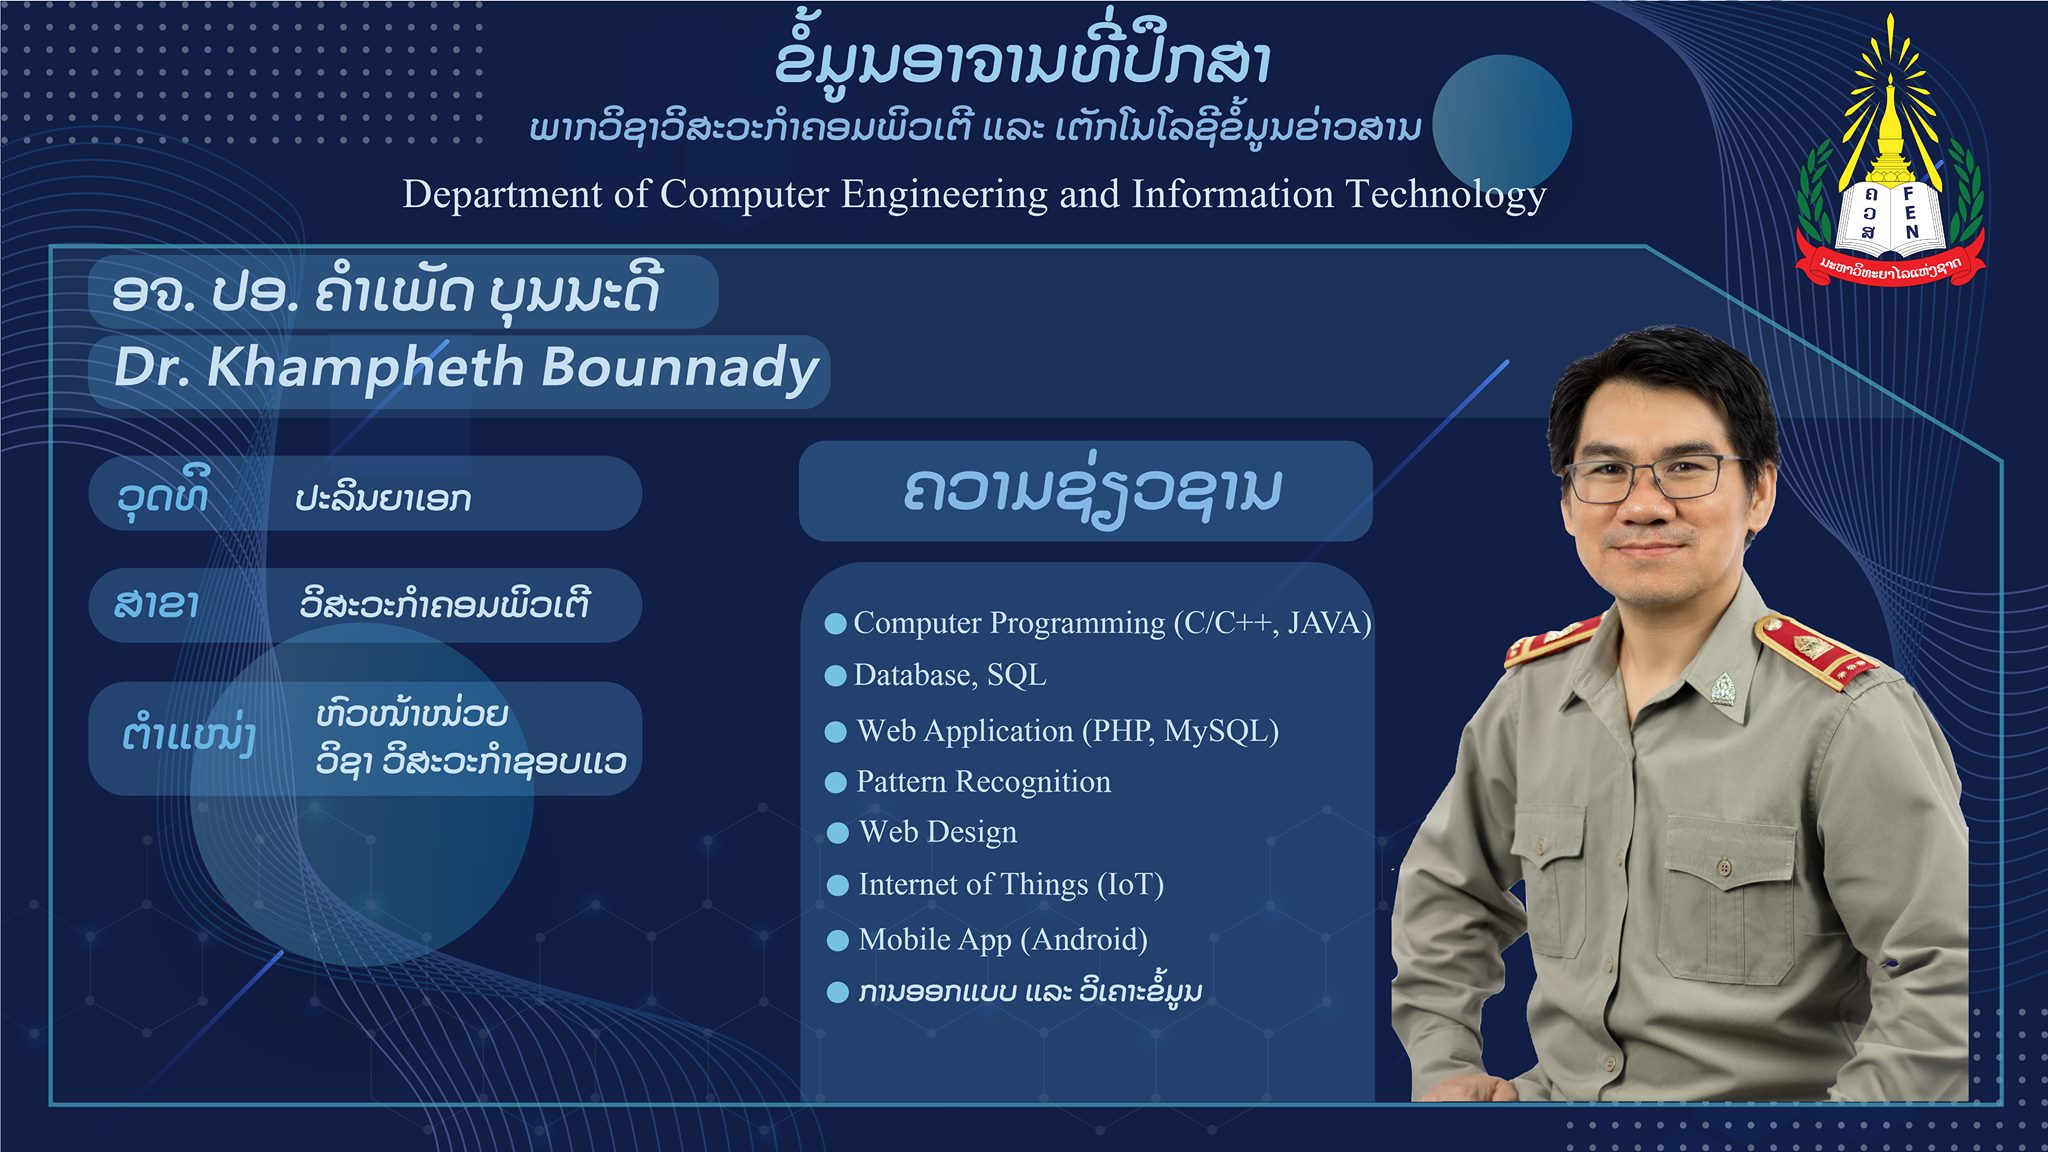 ຂໍ້ມູນອາຈານທີ່ປຶກສາ
ພາກວິຊາວິສະວະກຳຄອມພິວເຕີ ແລະ ເຕັກໂນໂລຊີຂໍ້ມູນຂ່າວສານ
Department of Computer Engineering and Information Technology
ຄ ວ ສ
FEN
ມະຫາວິທະຍາໄລແຫ່ງຊາດ
ອຈ. ປອ. ຄຳເພັດ ບຸນນະດີ
Dr. Khampheth Bounnady
ວຸດທິ ປະລິນຍາເອກ
ສາຂາ ວິສະວະກຳຄອມພິວເຕີ
ຕຳແໜ່ງ ຫົວໜ້າໜ່ວຍ
ວິຊາ ວິສະວະກຳຊອບແວ
ຄວາມຊ່ຽວຊານ
Computer Programming (C/C++, JAVA)
Database, SQL
Web Application (PHP, MySQL)
Pattern Recognition
Web Design
Internet of Things (IoT)
Mobile App (Android)
ການອອກແບບ ແລະ ວິເຄາະຂໍ້ມູນ